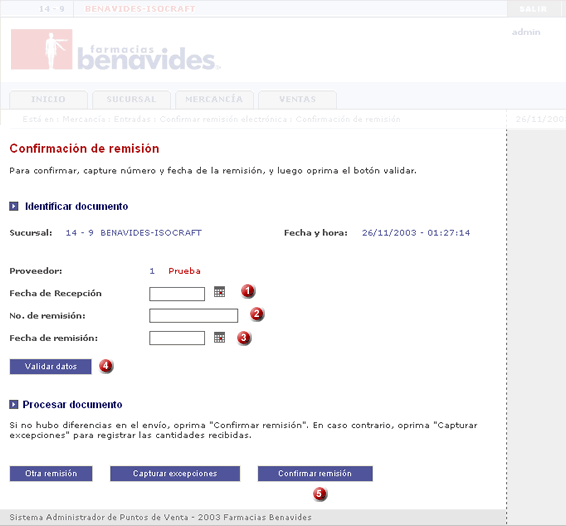 14 - 9 BENAVIDES-ISOCRAFT SALIR
admin
farmacias
benavides
INICIO SUCURSAL MERCANCÍA VENTAS
Está en : Mercancía : Entradas : Confirmar remisión electrónica : Confirmación de remisión 26/11/200
Confirmación de remisión
Para confirmar, capture número y fecha de la remisión, y luego oprima el botón validar.
Identificar documento
Sucursal: 14 - 9 BENAVIDES-ISOCRAFT Fecha y hora: 26/11/2003 - 01:27:14
Proveedor: 1 Prueba
Fecha de Recepción 1
No. de remisión: 2
Fecha de remisión: 3
Validar datos 4
Procesar documento
Si no hubo diferencias en el envío, oprima "Confirmar remisión". En caso contrario, oprima "Capturar
excepciones" para registrar las cantidades recibidas.
Otra remisión Capturar excepciones Confirmar remisión
5
Sistema Administrador de Puntos de Venta - 2003 Farmacias Benavides